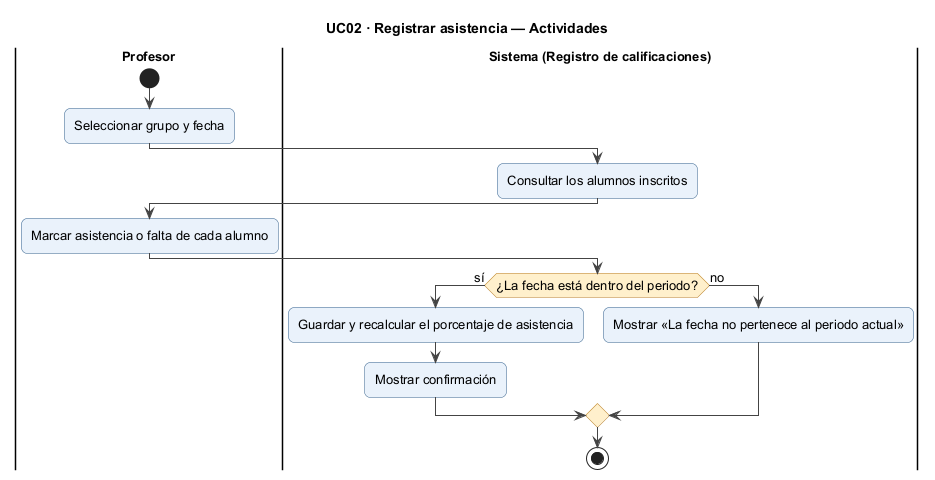 UC02 · Registrar asistencia — Actividades
Profesor
Sistema (Registro de calificaciones)
Seleccionar grupo y fecha
Consultar los alumnos inscritos
Marcar asistencia o falta de cada alumno
¿La fecha está dentro del periodo?
sí
no
Guardar y recalcular el porcentaje de asistencia
Mostrar «La fecha no pertenece al periodo actual»
Mostrar confirmación